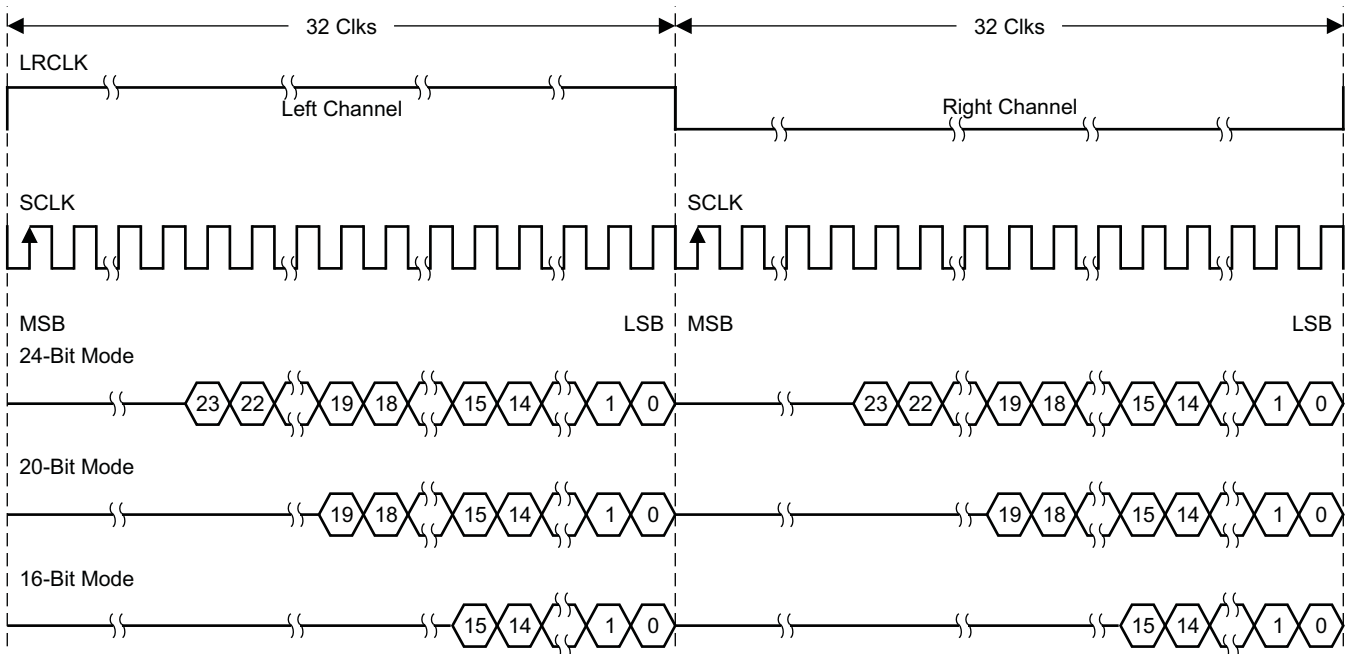 32 Clks 32 Clks
LRCLK
Left Channel Right Channel
SCLK SCLK
MSB LSB MSB LSB
24-Bit Mode
23 22 19 18 15 14 1 0 23 22 19 18 15 14 1 0
20-Bit Mode
19 18 15 14 1 0 19 18 15 14 1 0
16-Bit Mode
15 14 1 0 15 14 1 0